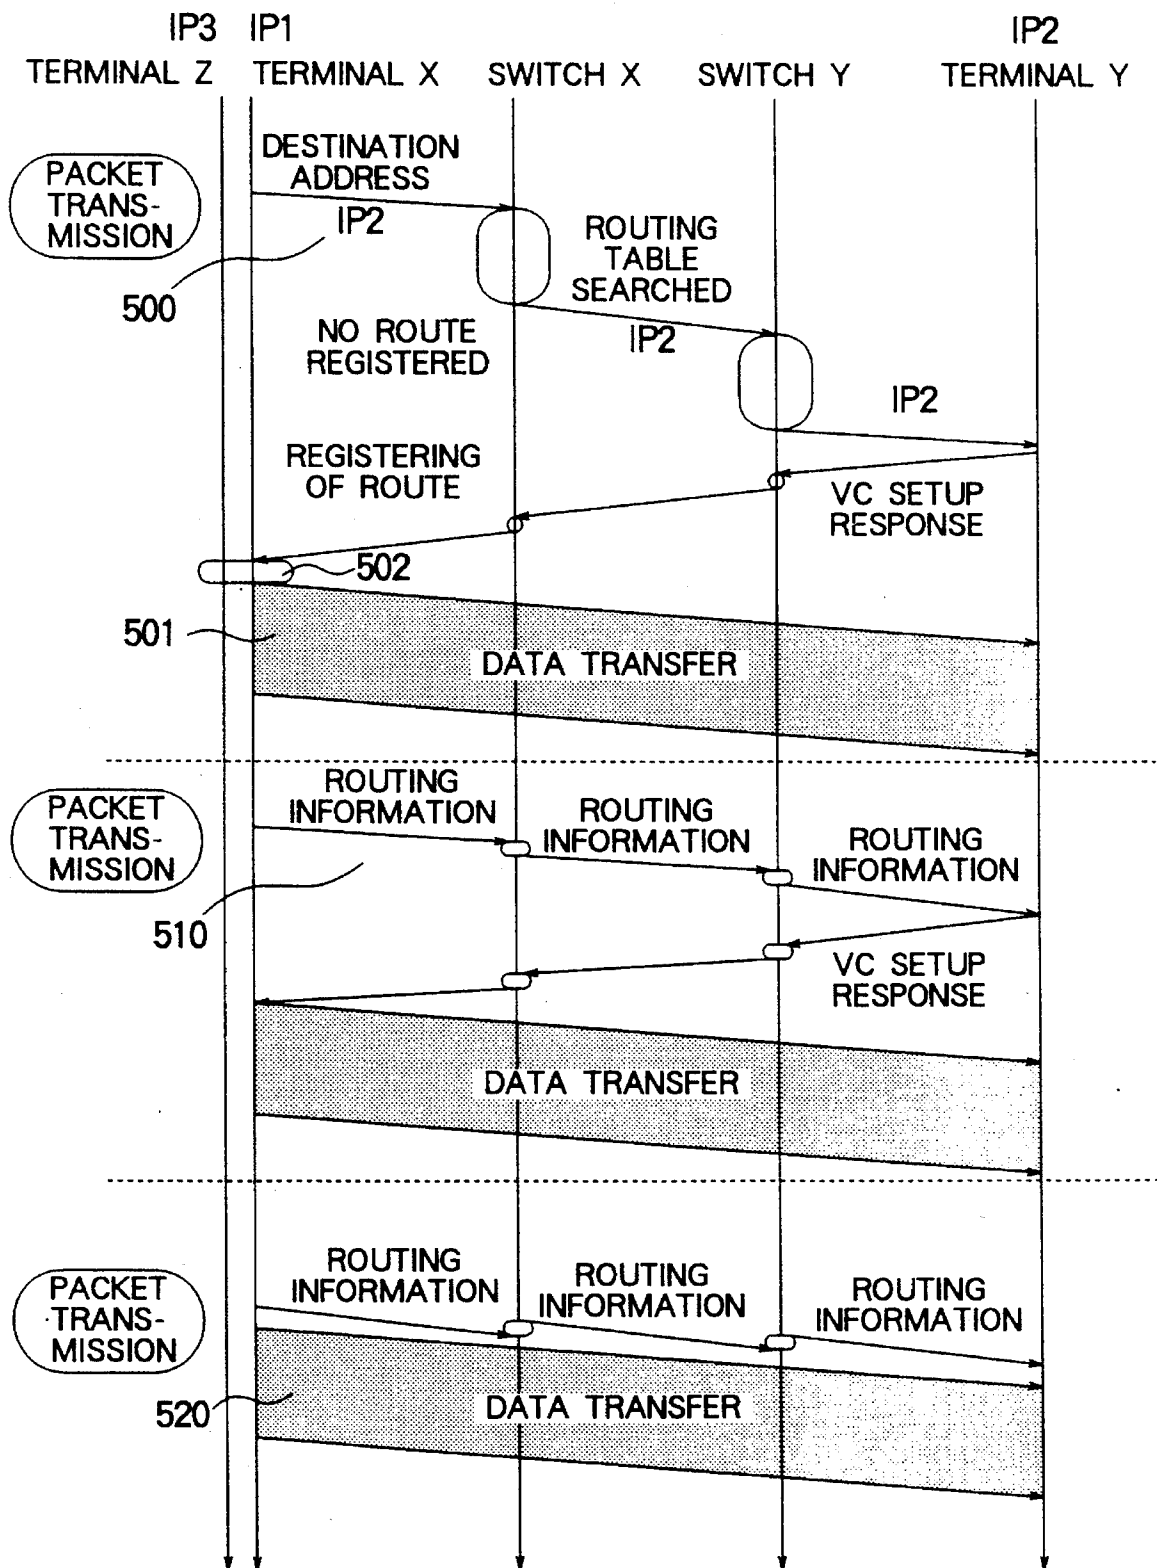 IP3 IP1 IP2
TERMINAL Z TERMINAL X SWITCH X SWITCH Y TERMINAL Y
PACKET
TRANS-
MISSION
DESTINATION
ADDRESS
IP2
500
ROUTING
TABLE
SEARCHED
NO ROUTE
REGISTERED
IP2
IP2
REGISTERING
OF ROUTE
VC SETUP
RESPONSE
502
501
DATA TRANSFER
PACKET
TRANS-
MISSION
ROUTING
INFORMATION
ROUTING
INFORMATION
ROUTING
INFORMATION
510
VC SETUP
RESPONSE
DATA TRANSFER
PACKET
TRANS-
MISSION
ROUTING
INFORMATION
ROUTING
INFORMATION
ROUTING
INFORMATION
520
DATA TRANSFER